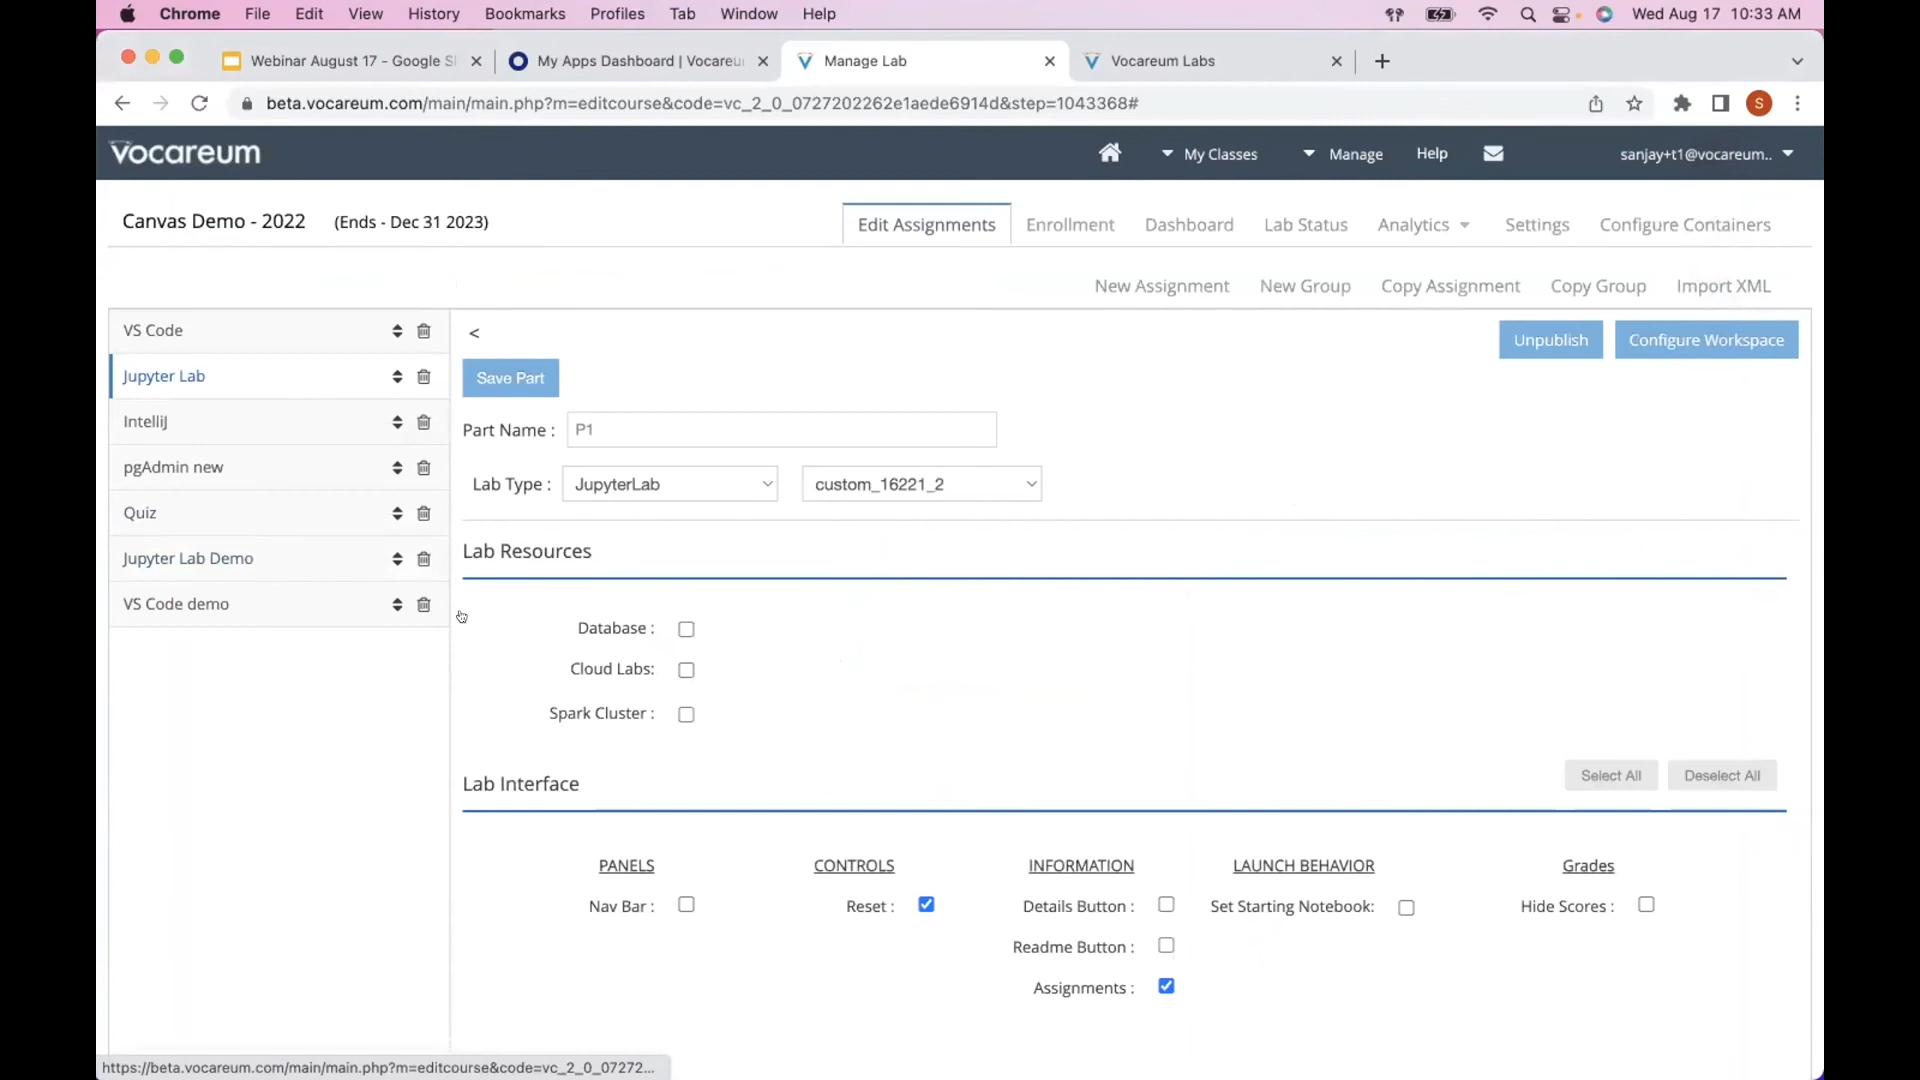 Chrome File Edit View History Bookmarks Profiles Tab Window Help Wed Aug 17 10:33 AM
Webinar August 17 - Google Sl My Apps Dashboard | Vocareu Manage Lab Vocareum Labs
beta.vocareum.com/main/main.php?m=editcourse&code=vc_2_0_0727202262e1aede6914d&step=1043368# S
vocareum My Classes Manage Help sanjay+t1@vocareum..
Canvas Demo - 2022 (Ends - Dec 31 2023) Edit Assignments Enrollment Dashboard Lab Status Analytics Settings Configure Containers
New Assignment New Group Copy Assignment Copy Group Import XML
VS Code < Unpublish Configure Workspace
Jupyter Lab Save Part
IntelliJ Part Name : P1
pgAdmin new Lab Type : JupyterLab custom_16221_2
Quiz
Jupyter Lab Demo Lab Resources
VS Code demo
Database :
Cloud Labs:
Spark Cluster :
Lab Interface Select All Deselect All
PANELS CONTROLS INFORMATION LAUNCH BEHAVIOR Grades
Nav Bar : Reset : Details Button : Set Starting Notebook: Hide Scores :
Readme Button :
Assignments :
https://beta.vocareum.com/main/main.php?m=editcourse&code=vc_2_0_07272...